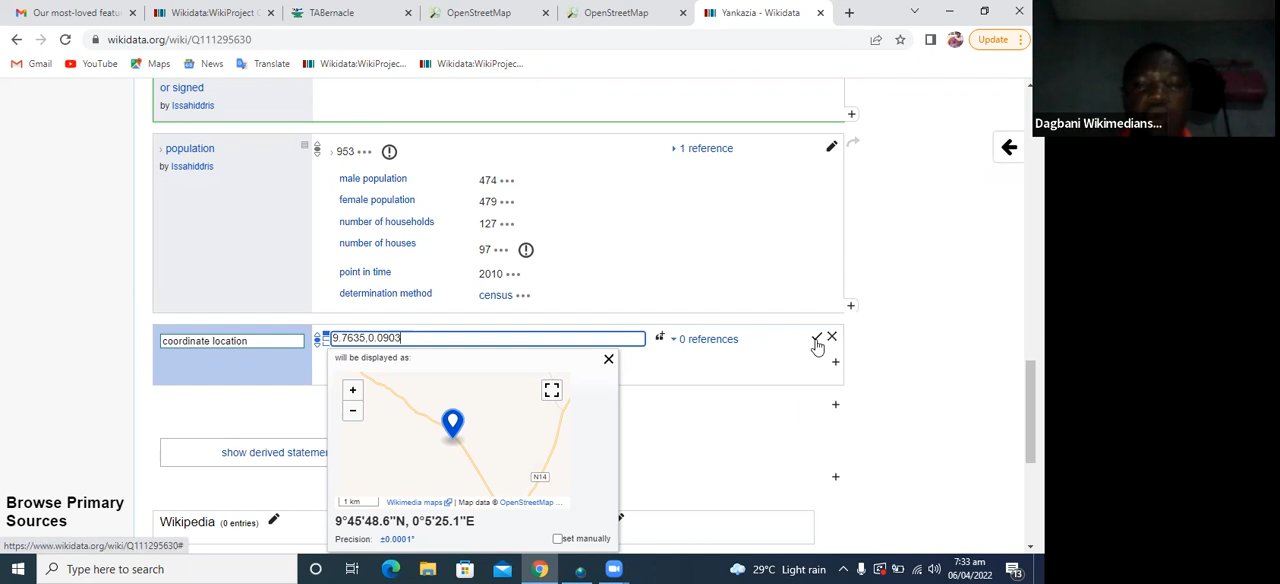 Our most-loved featu
Wikidata:WikiProject G
TABernacle
OpenStreetMap
OpenStreetMap
Yankazia - Wikidata
wikidata.org/wiki/Q111295630
Update
Gmail
YouTube
Maps
News
Translate
Wikidata:WikiProjec...
Wikidata:WikiProjec...
Dagbani Wikimedians...
or signed
by Issahiddris
population
by Issahiddris
953
1 reference
male population 474
female population 479
number of households 127
number of houses 97
point in time 2010
determination method census
coordinate location
9.7635,0.0903
0 references
will be displayed as:
+
−
N14
1 km
Wikimedia maps | Map data © OpenStreetMap ...
9°45'48.6"N, 0°5'25.1"E
Precision: ±0.0001°
set manually
show derived stateme
Browse Primary
Sources
Wikipedia (0 entries)
https://www.wikidata.org/wiki/Q111295630#
Type here to search
29°C Light rain
7:33 am
06/04/2022
13